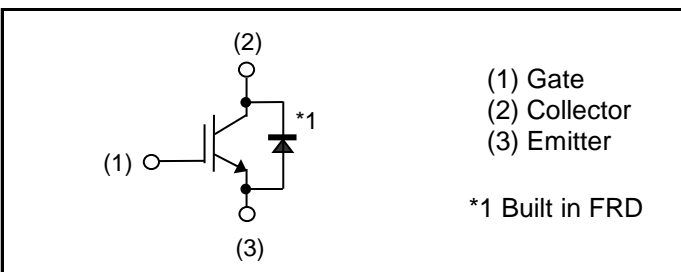 (2)
*1
(1)
(3)
(1) Gate
(2) Collector
(3) Emitter
*1 Built in FRD